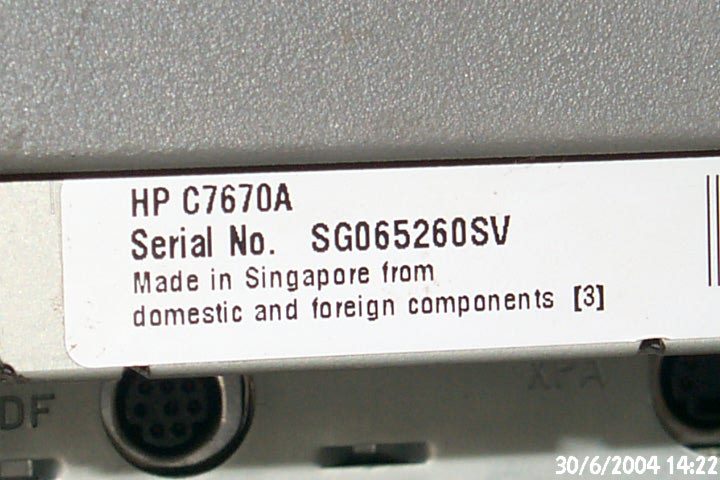 HP C7670A
Serial No. SG065260SV
Made in Singapore from
domestic and foreign components [3]
DF XPA
30/6/2004 14:22